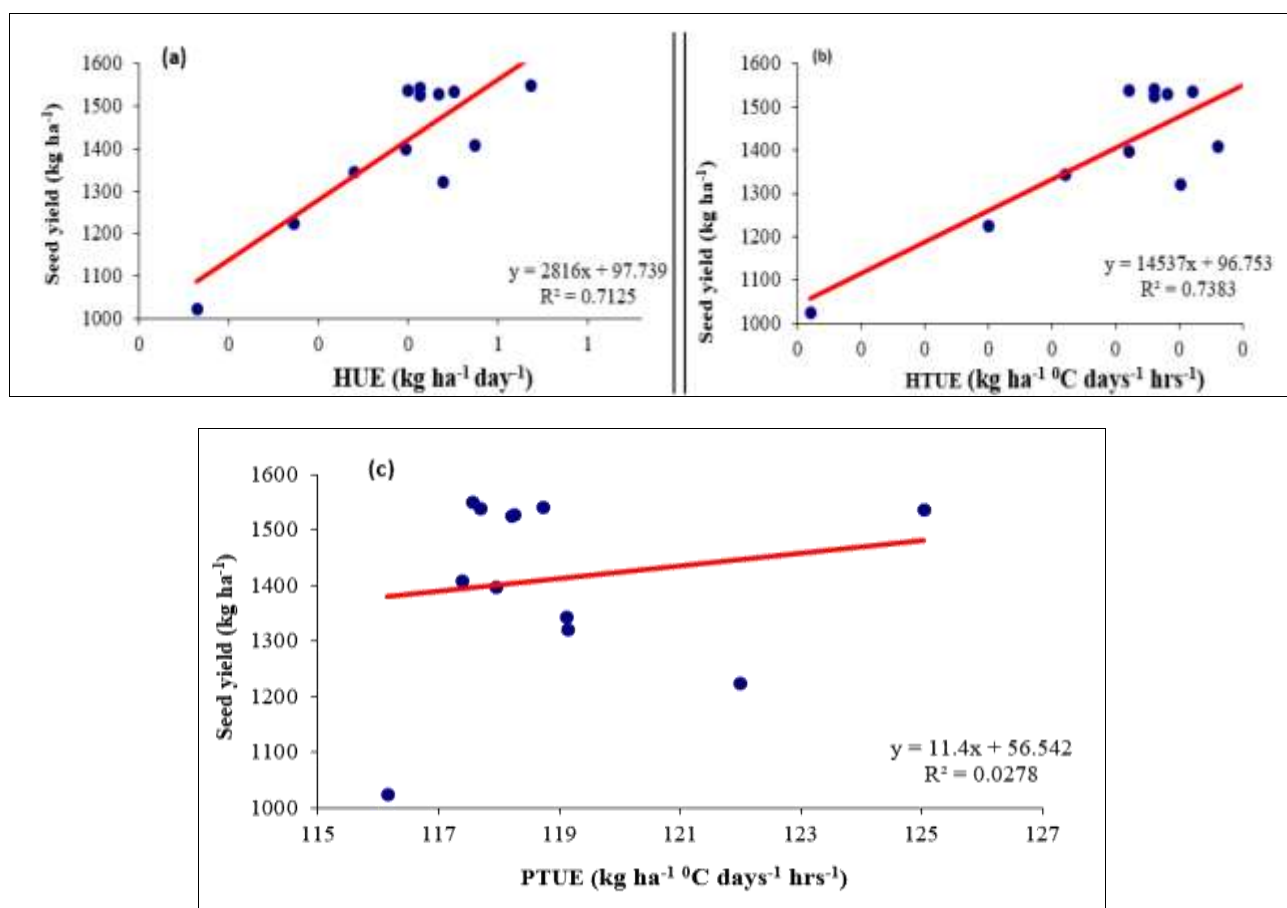 (a)
1600
1500
1400
1300
1200
1100
1000
Seed yield (kg ha⁻¹)
y = 2816x + 97.739
R² = 0.7125
0 0 0 0 1 1
HUE (kg ha⁻¹ day⁻¹)
(b)
1600
1500
1400
1300
1200
1100
1000
Seed yield (kg ha⁻¹)
y = 14537x + 96.753
R² = 0.7383
0 0 0 0 0 0 0 0
HTUE (kg ha⁻¹ ⁰C days⁻¹ hrs⁻¹)
(c)
1600
1500
1400
1300
1200
1100
1000
Seed yield (kg ha⁻¹)
y = 11.4x + 56.542
R² = 0.0278
115 117 119 121 123 125 127
PTUE (kg ha⁻¹ ⁰C days⁻¹ hrs⁻¹)